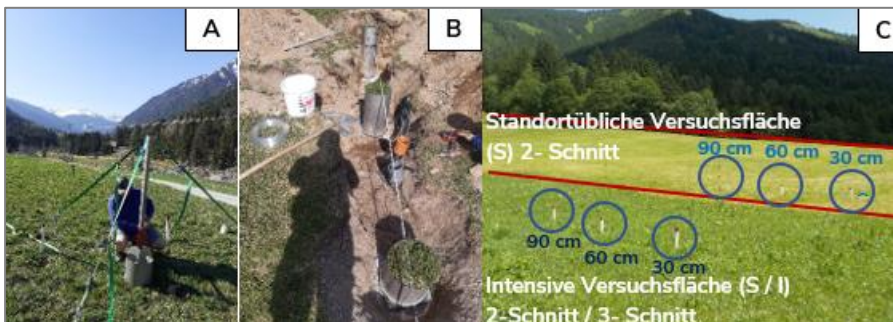 A
B
C
Standortübliche Versuchsfläche
(S) 2- Schnitt
90 cm
60 cm
30 cm
90 cm
60 cm
30 cm
Intensive Versuchsfläche (S / I)
2-Schnitt / 3- Schnitt